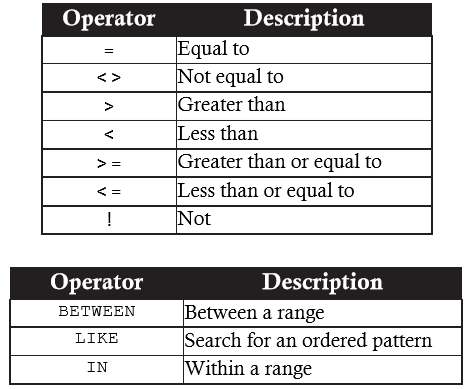 Operator Description
= Equal to
<> Not equal to
> Greater than
< Less than
>= Greater than or equal to
<= Less than or equal to
! Not
Operator Description
BETWEEN Between a range
LIKE Search for an ordered pattern
IN Within a range